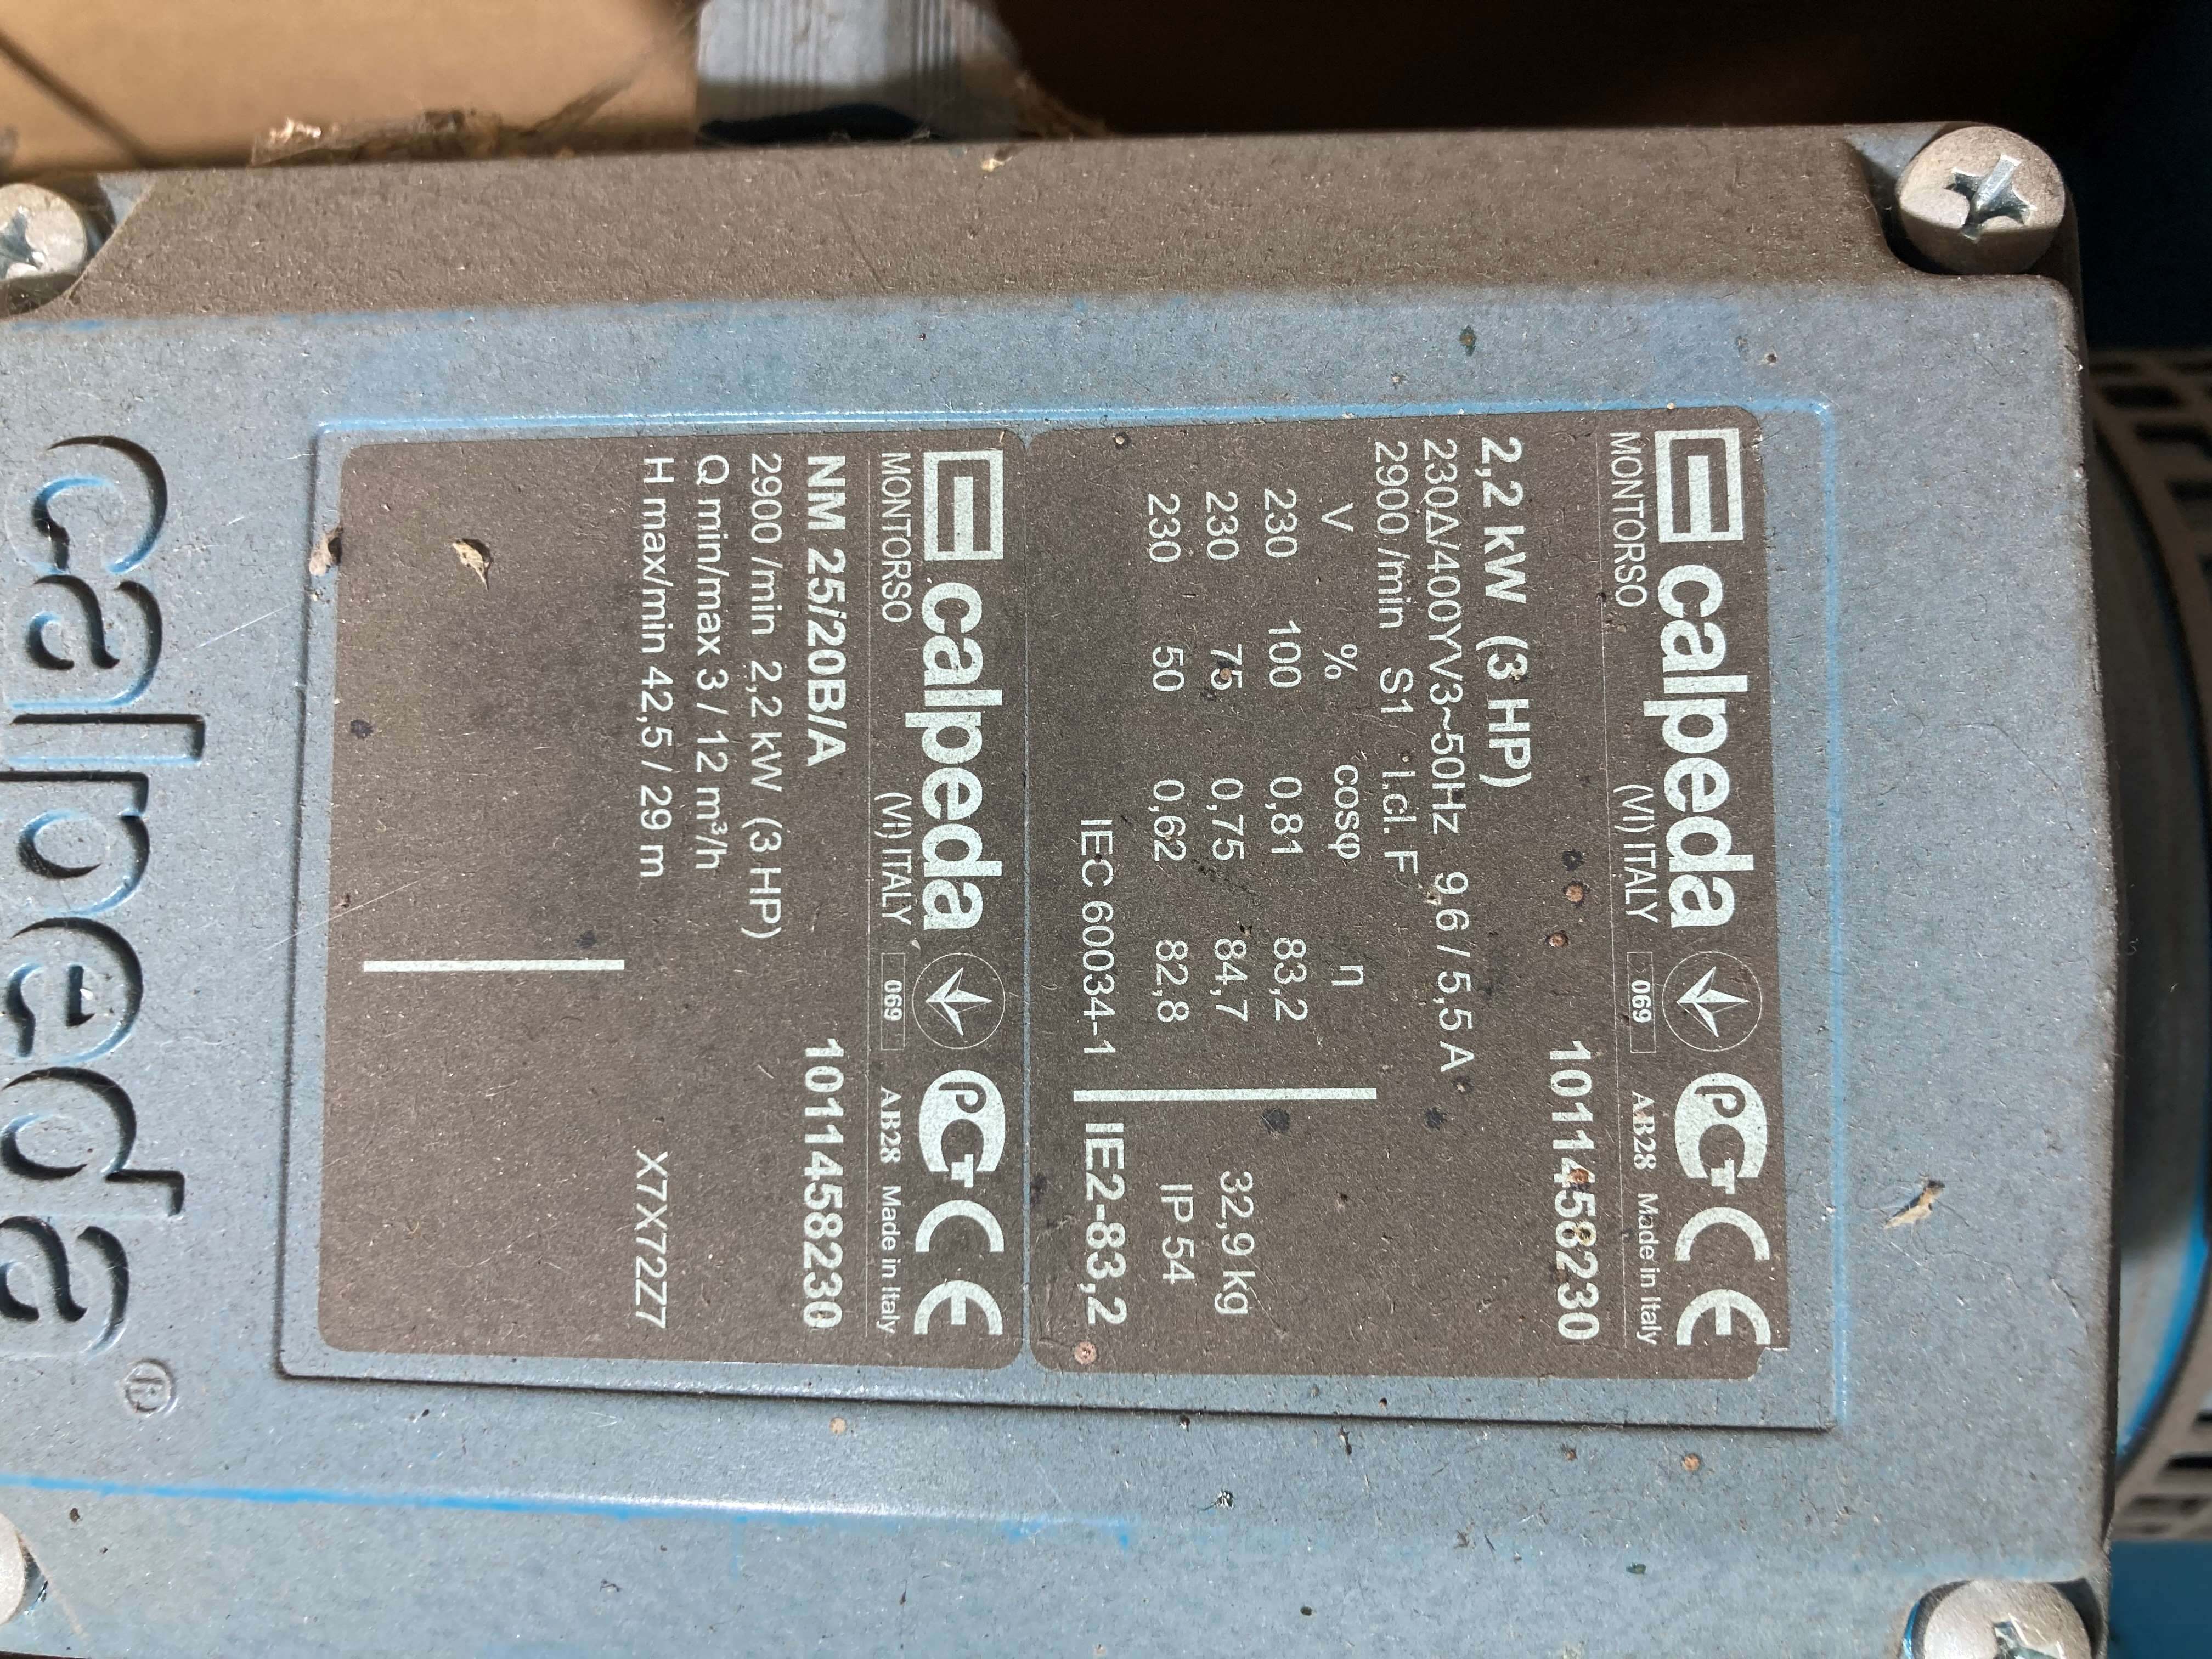 calpeda
MONTORSO (VI) ITALY 069 AB28 Made in Italy
1011458230
2,2 kW (3 HP)
230Δ/400YV3~50Hz 9,6 / 5,5 A
2900 /min S1 I.cl. F
V % cosφ η
230 100 0,81 83,2
230 75 0,75 84,7 32,9 kg
230 50 0,62 82,8 IP 54
IEC 60034-1 IE2-83,2
calpeda
MONTORSO (VI) ITALY 069 AB28 Made in Italy
NM 25/20B/A 1011458230
2900 /min 2,2 kW (3 HP)
Q min/max 3 / 12 m³/h
H max/min 42,5 / 29 m X7X72Z7
calpeda®